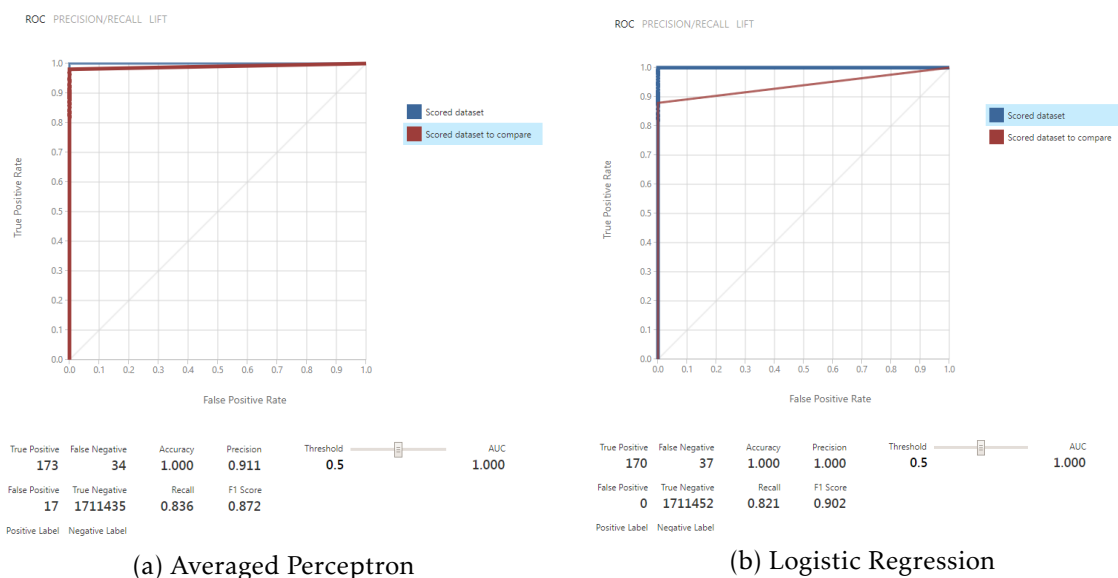 ROC PRECISION/RECALL LIFT
1.0
0.9
0.8
0.7
0.6
0.5
0.4
0.3
0.2
0.1
0.0
True Positive Rate
0.0 0.1 0.2 0.3 0.4 0.5 0.6 0.7 0.8 0.9 1.0
False Positive Rate
Scored dataset
Scored dataset to compare
True Positive False Negative Accuracy Precision Threshold AUC
173 34 1.000 0.911 0.5 1.000
False Positive True Negative Recall F1 Score
17 1711435 0.836 0.872
Positive Label Negative Label
(a) Averaged Perceptron
ROC PRECISION/RECALL LIFT
1.0
0.9
0.8
0.7
0.6
0.5
0.4
0.3
0.2
0.1
0.0
True Positive Rate
0.0 0.1 0.2 0.3 0.4 0.5 0.6 0.7 0.8 0.9 1.0
False Positive Rate
Scored dataset
Scored dataset to compare
True Positive False Negative Accuracy Precision Threshold AUC
170 37 1.000 1.000 0.5 1.000
False Positive True Negative Recall F1 Score
0 1711452 0.821 0.902
Positive Label Negative Label
(b) Logistic Regression